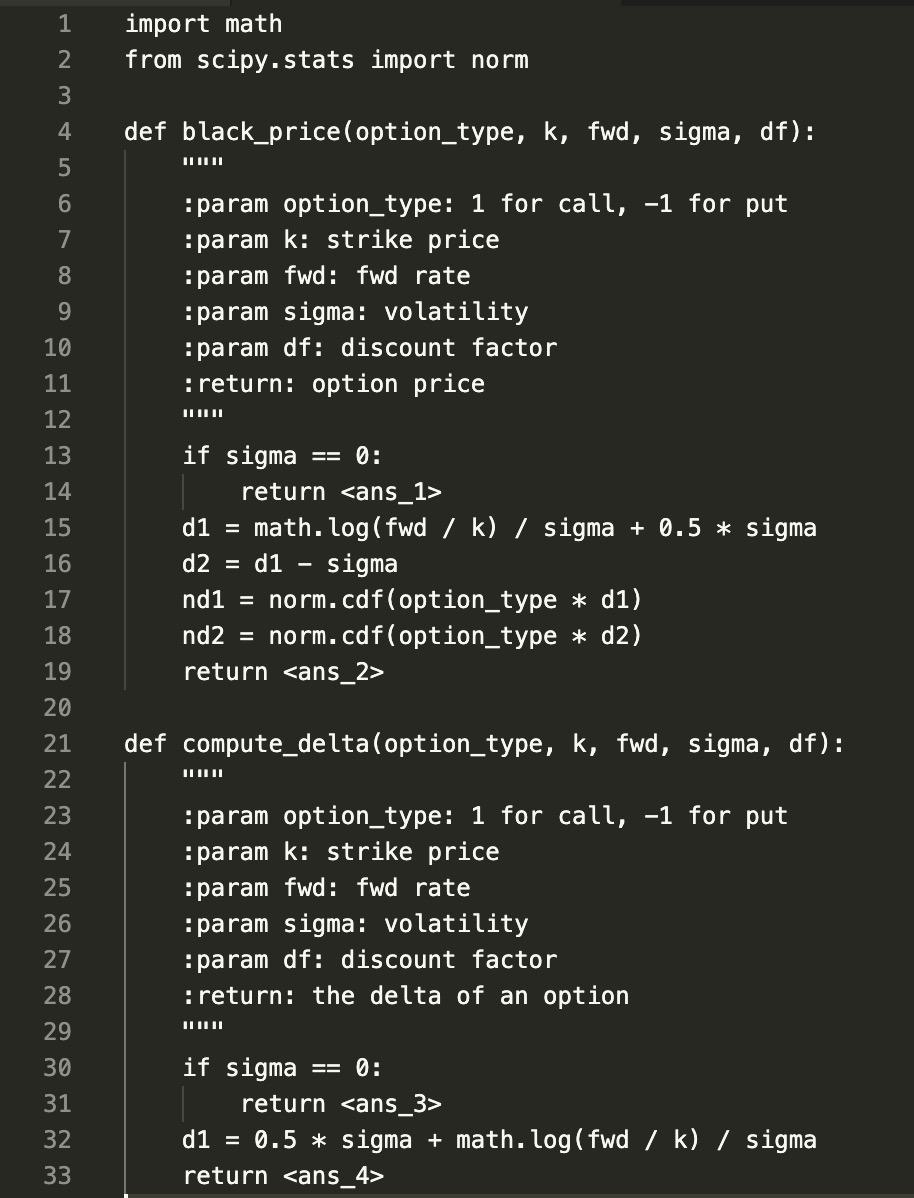 1 import math
2 from scipy.stats import norm
3
4 def black_price(option_type, k, fwd, sigma, df):
5 """
6 :param option_type: 1 for call, -1 for put
7 :param k: strike price
8 :param fwd: fwd rate
9 :param sigma: volatility
10 :param df: discount factor
11 :return: option price
12 """
13 if sigma == 0:
14 return <ans_1>
15 d1 = math.log(fwd / k) / sigma + 0.5 * sigma
16 d2 = d1 - sigma
17 nd1 = norm.cdf(option_type * d1)
18 nd2 = norm.cdf(option_type * d2)
19 return <ans_2>
20
21 def compute_delta(option_type, k, fwd, sigma, df):
22 """
23 :param option_type: 1 for call, -1 for put
24 :param k: strike price
25 :param fwd: fwd rate
26 :param sigma: volatility
27 :param df: discount factor
28 :return: the delta of an option
29 """
30 if sigma == 0:
31 return <ans_3>
32 d1 = 0.5 * sigma + math.log(fwd / k) / sigma
33 return <ans_4>